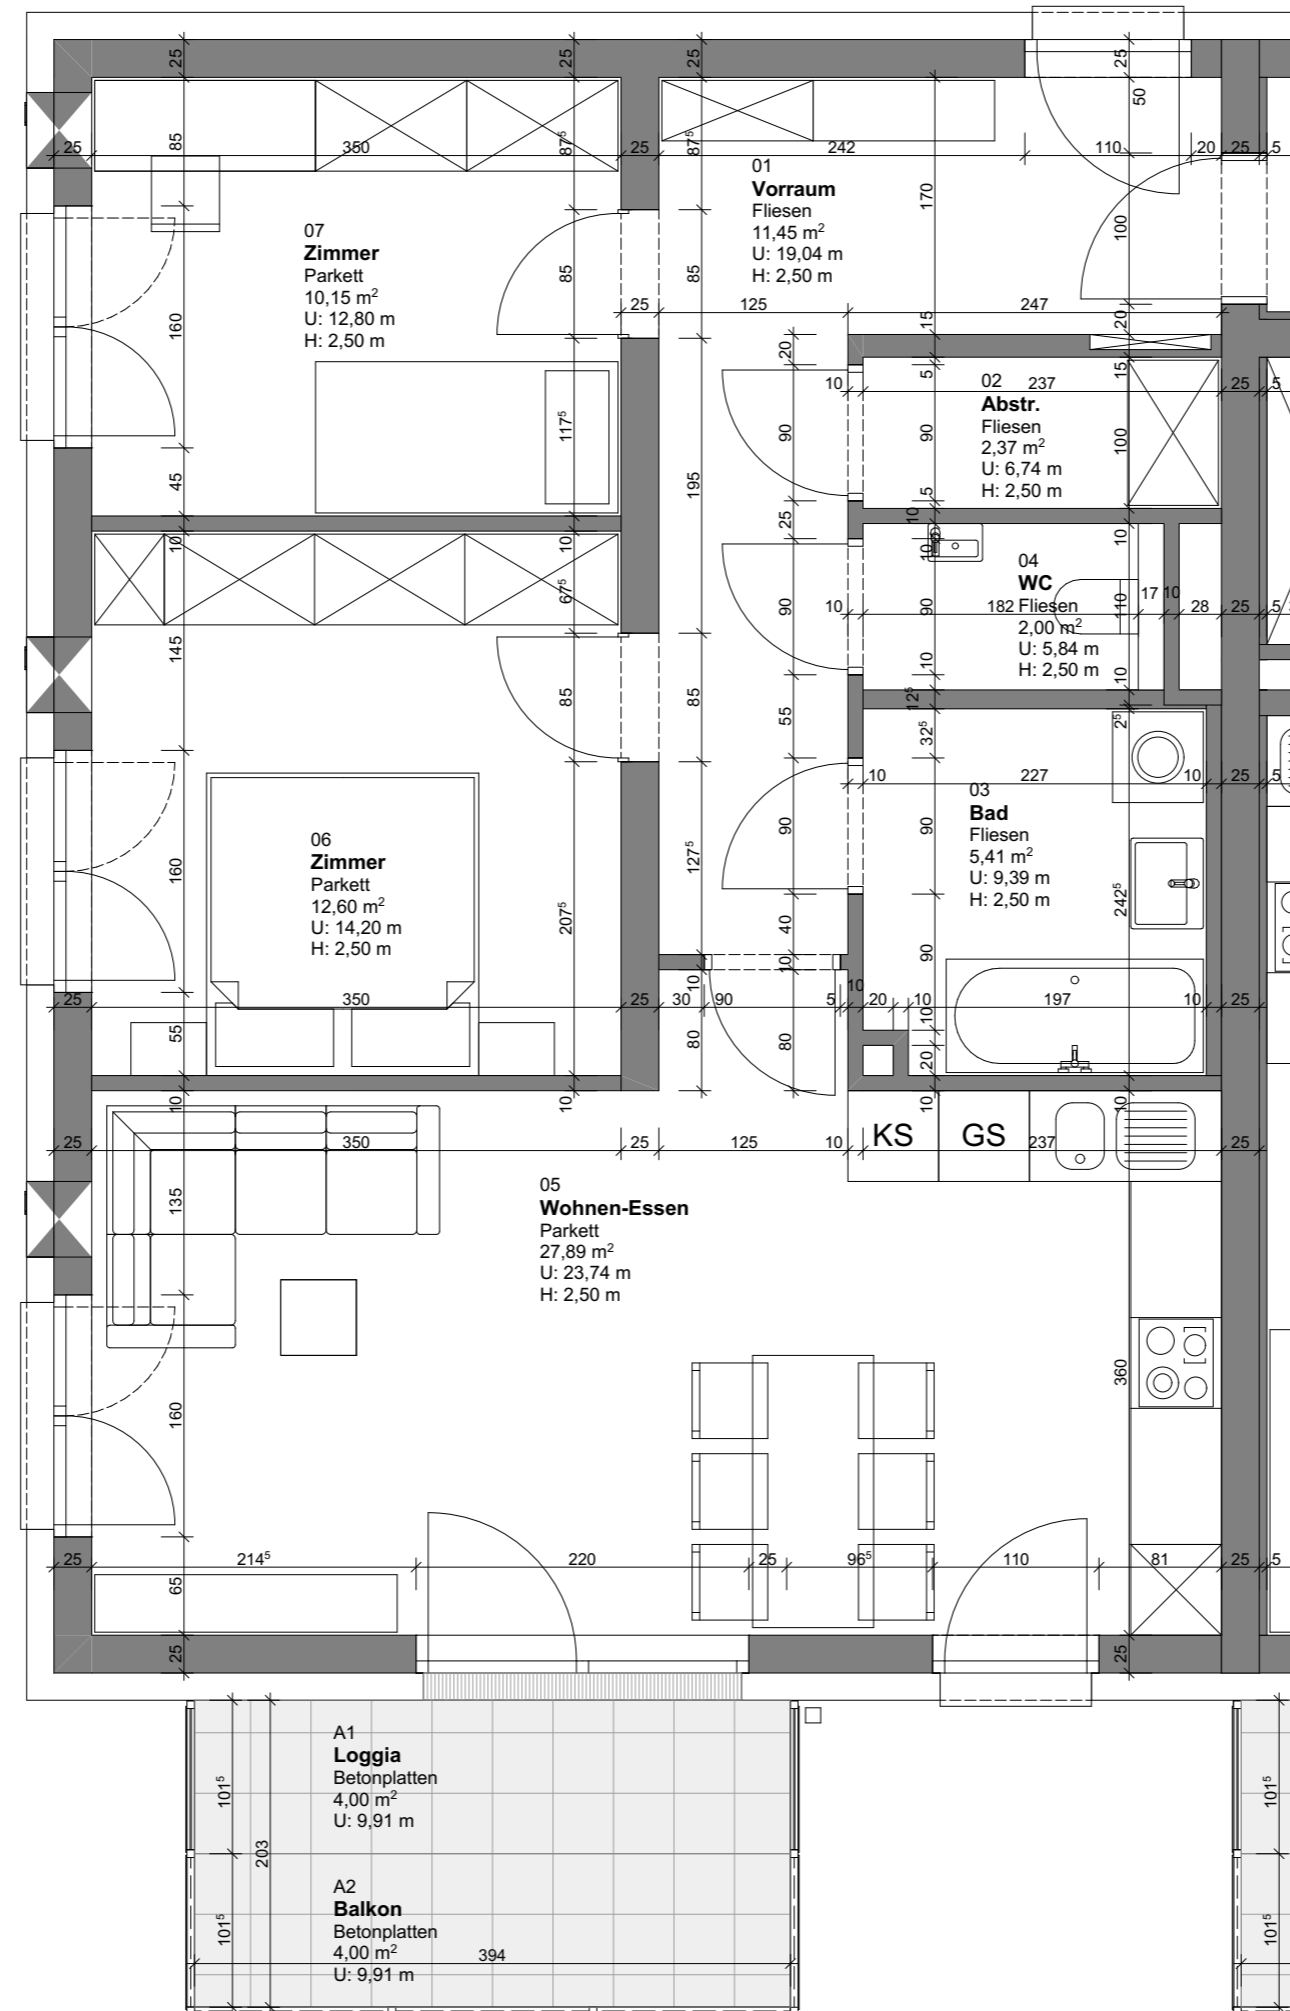 25
25
25
25
50
85
87⁵
87⁵
25
350
25
242
110
20
25
5
01
Vorraum
Fliesen
11,45 m²
U: 19,04 m
H: 2,50 m
170
100
07
Zimmer
Parkett
10,15 m²
U: 12,80 m
H: 2,50 m
160
85
85
25
125
247
15
20
20
15
10
5
02
237
25
5
Abstr.
Fliesen
2,37 m²
U: 6,74 m
H: 2,50 m
117⁵
90
90
100
45
195
5
25
10
10
10
10
10
04
WC
Fliesen
2,00 m²
U: 5,84 m
H: 2,50 m
67⁵
10
90
90
182
110
17
10
28
25
5
145
85
85
10
10
55
12⁵
32⁵
2⁵
10
227
10
25
5
03
Bad
Fliesen
5,41 m²
U: 9,39 m
H: 2,50 m
06
Zimmer
Parkett
12,60 m²
U: 14,20 m
H: 2,50 m
160
127⁵
90
90
242⁵
207⁵
40
90
10
10
10
25
350
25
30
90
5
20
10
197
10
25
10
55
80
80
20
10
10
10
10
25
350
25
125
10
KS
GS
237
25
135
05
Wohnen-Essen
Parkett
27,89 m²
U: 23,74 m
H: 2,50 m
360
160
25
214⁵
220
25
96⁵
110
81
25
5
65
25
25
A1
Loggia
Betonplatten
4,00 m²
U: 9,91 m
101⁵
101⁵
203
A2
Balkon
Betonplatten
4,00 m²
U: 9,91 m
101⁵
394
101⁵